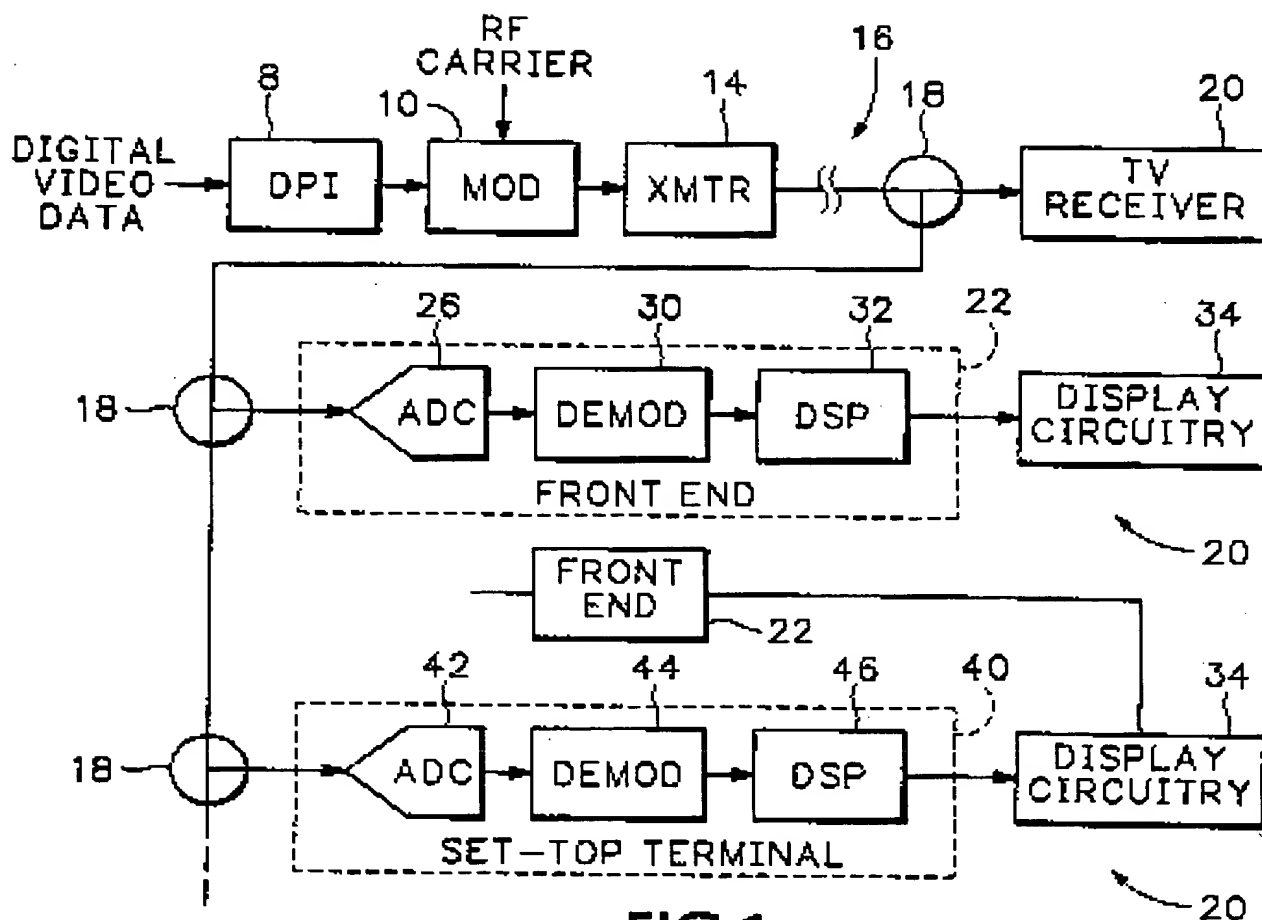 RF
CARRIER
16
8
10
14
18
20
DIGITAL
VIDEO
DATA
DPI
MOD
XMTR
TV
RECEIVER
26
30
32
22
34
18
ADC
DEMOD
DSP
DISPLAY
CIRCUITRY
FRONT END
20
FRONT
END
22
42
44
46
40
34
18
ADC
DEMOD
DSP
DISPLAY
CIRCUITRY
SET-TOP TERMINAL
20